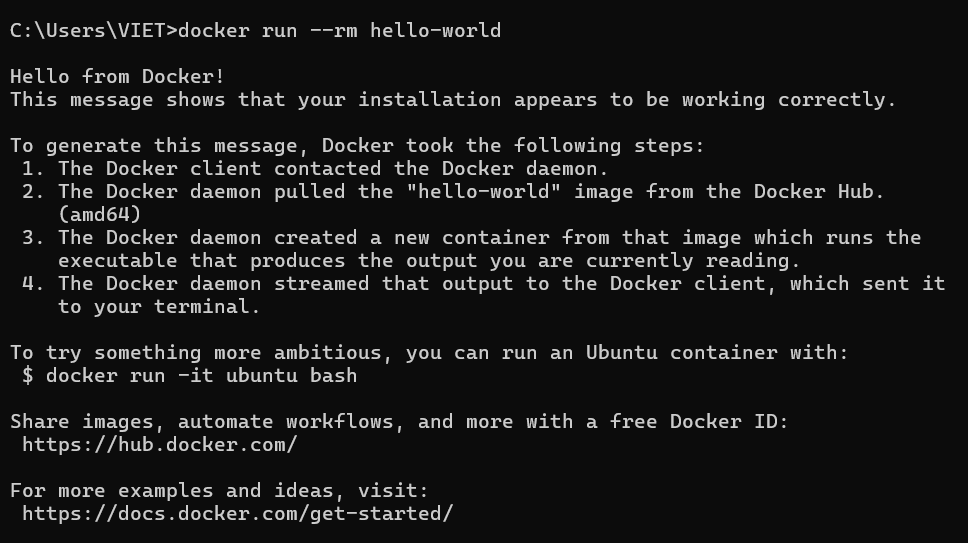 C:\Users\VIET>docker run --rm hello-world
Hello from Docker!
This message shows that your installation appears to be working correctly.
To generate this message, Docker took the following steps:
 1. The Docker client contacted the Docker daemon.
 2. The Docker daemon pulled the "hello-world" image from the Docker Hub.
    (amd64)
 3. The Docker daemon created a new container from that image which runs the
    executable that produces the output you are currently reading.
 4. The Docker daemon streamed that output to the Docker client, which sent it
    to your terminal.
To try something more ambitious, you can run an Ubuntu container with:
 $ docker run -it ubuntu bash
Share images, automate workflows, and more with a free Docker ID:
 https://hub.docker.com/
For more examples and ideas, visit:
 https://docs.docker.com/get-started/